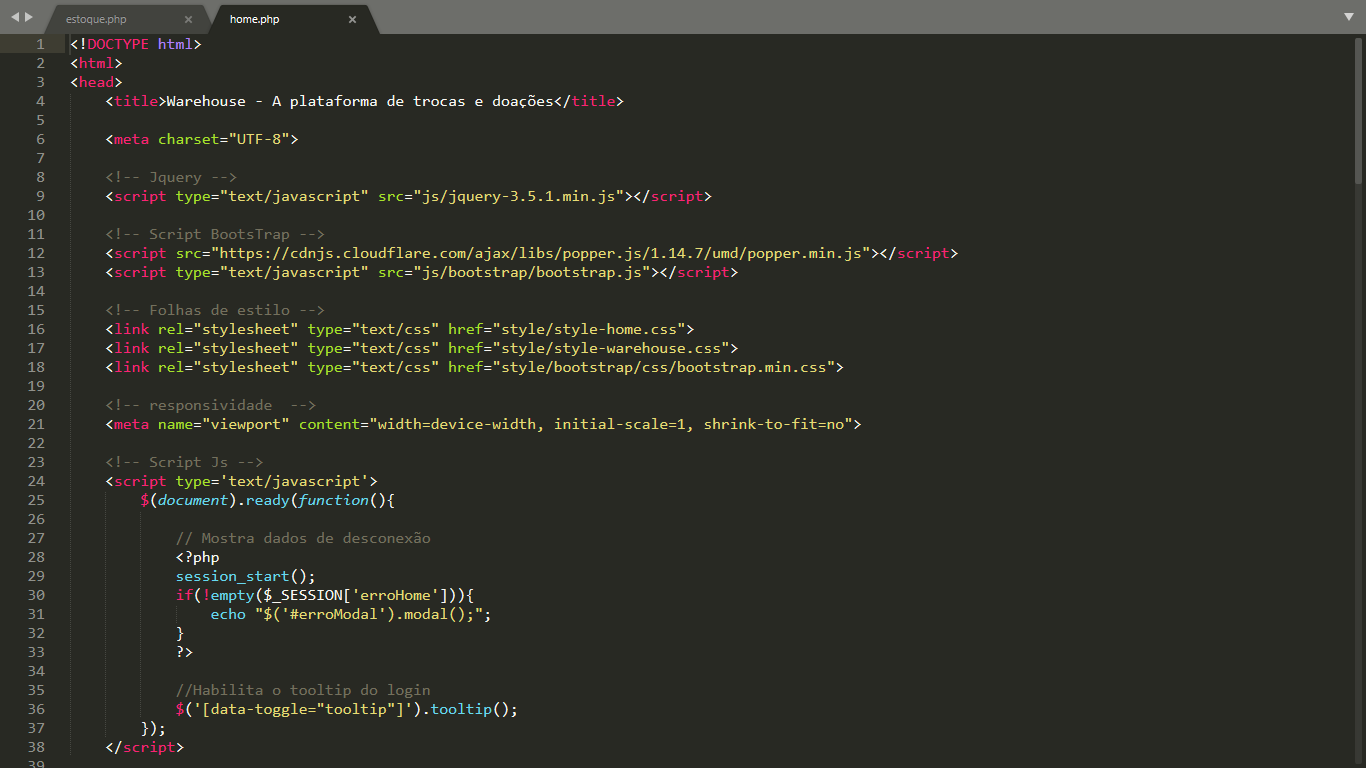 estoque.php × home.php ×
1 <!DOCTYPE html>
2 <html>
3 <head>
4     <title>Warehouse - A plataforma de trocas e doações</title>
5
6     <meta charset="UTF-8">
7
8     <!-- Jquery -->
9     <script type="text/javascript" src="js/jquery-3.5.1.min.js"></script>
10
11     <!-- Script BootsTrap -->
12     <script src="https://cdnjs.cloudflare.com/ajax/libs/popper.js/1.14.7/umd/popper.min.js"></script>
13     <script type="text/javascript" src="js/bootstrap/bootstrap.js"></script>
14
15     <!-- Folhas de estilo -->
16     <link rel="stylesheet" type="text/css" href="style/style-home.css">
17     <link rel="stylesheet" type="text/css" href="style/style-warehouse.css">
18     <link rel="stylesheet" type="text/css" href="style/bootstrap/css/bootstrap.min.css">
19
20     <!-- responsividade  -->
21     <meta name="viewport" content="width=device-width, initial-scale=1, shrink-to-fit=no">
22
23     <!-- Script Js -->
24     <script type='text/javascript'>
25         $(document).ready(function(){
26
27             // Mostra dados de desconexão
28             <?php
29             session_start();
30             if(!empty($_SESSION['erroHome'])){
31                 echo "$('#erroModal').modal();";
32             }
33             ?>
34
35             //Habilita o tooltip do login
36             $('[data-toggle="tooltip"]').tooltip();
37         });
38     </script>
39